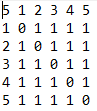 5 1 2 3 4 5
1 0 1 1 1 1
2 1 0 1 1 1
3 1 1 0 1 1
4 1 1 1 0 1
5 1 1 1 1 0